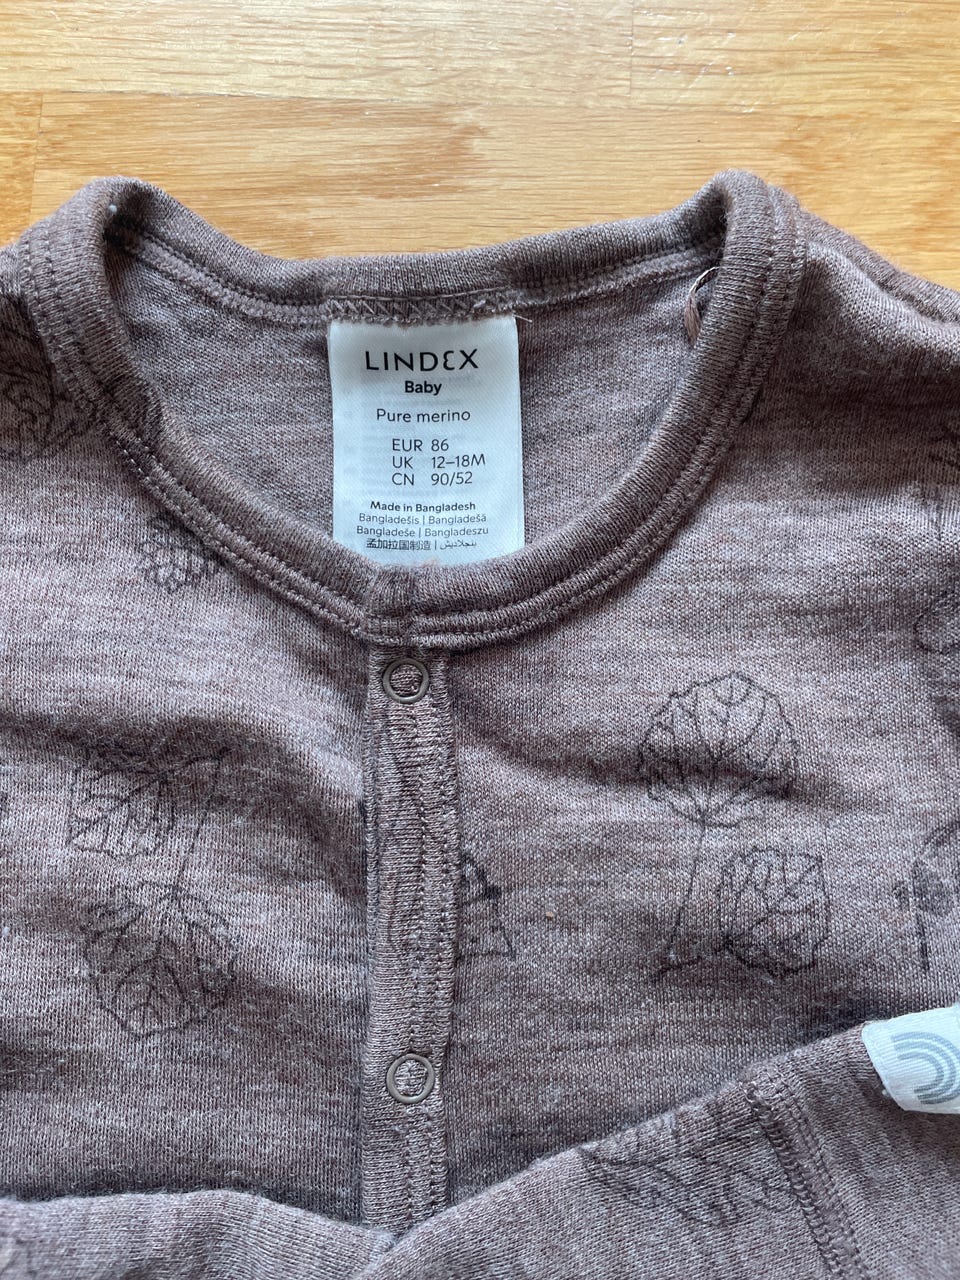 LINDEX
Baby
Pure merino
EUR 86
UK 12–18M
CN 90/52
Made in Bangladesh
Bangladešis | Bangladešā
Bangladeše | Bangladeszu
孟加拉国制造 | بنجلاديش